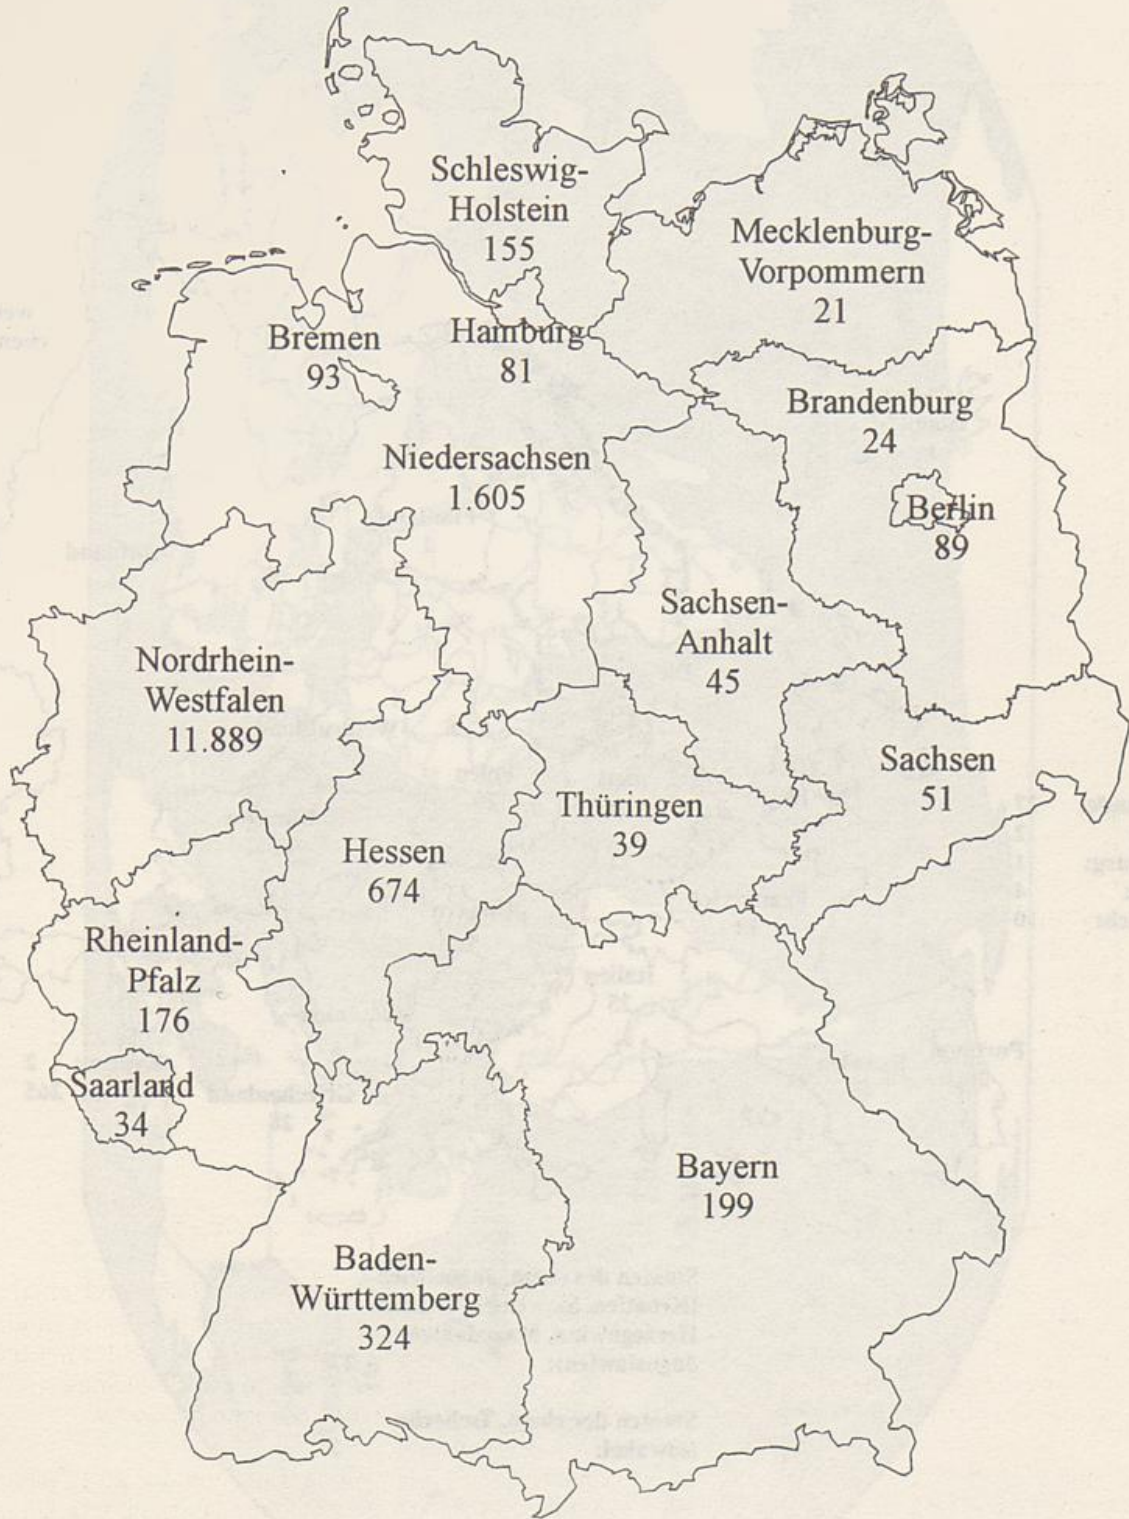 Schleswig-
Holstein
155
Mecklenburg-
Vorpommern
21
Bremen
93
Hamburg
81
Brandenburg
24
Niedersachsen
1.605
Berlin
89
Sachsen-
Anhalt
45
Nordrhein-
Westfalen
11.889
Sachsen
51
Thüringen
39
Hessen
674
Rheinland-
Pfalz
176
Saarland
34
Bayern
199
Baden-
Württemberg
324